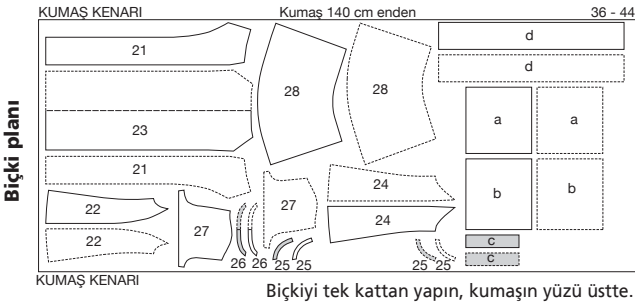 KUMAŞ KENARI Kumaş 140 cm enden 36 - 44
Biçki planı
21
28
28
d
d
23
a
a
21
24
b
b
22
27
27
24
22
c
26 26 25 25
25 25
c
KUMAŞ KENARI
Biçkiyi tek kattan yapın, kumaşın yüzü üstte.